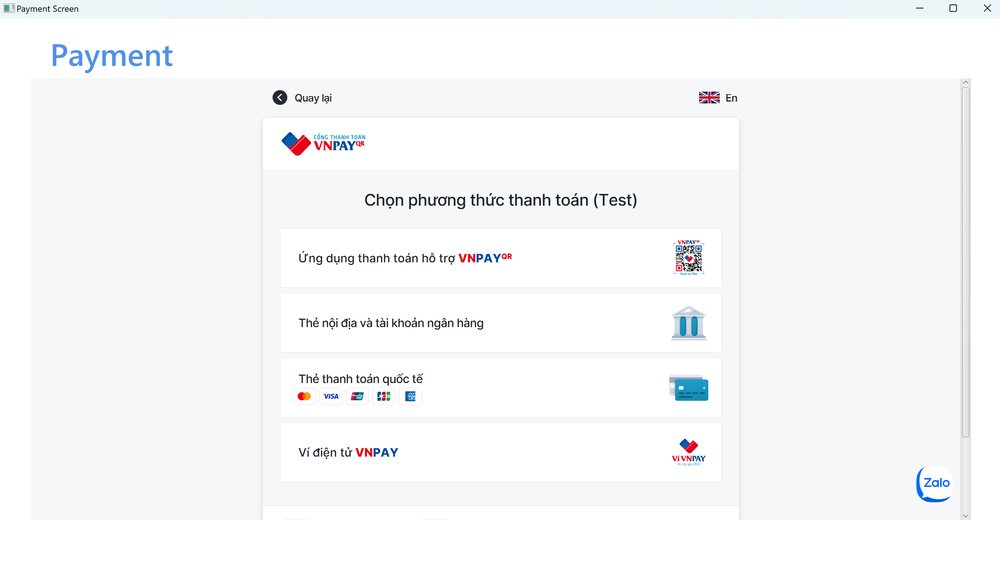 Payment Screen
Payment
Quay lại
En
CỔNG THANH TOÁN
VNPAYQR
Chọn phương thức thanh toán (Test)
Ứng dụng thanh toán hỗ trợ VNPAYQR
VNPAYQR
Scan to Pay
Thẻ nội địa và tài khoản ngân hàng
Thẻ thanh toán quốc tế
VISA
UnionPay
JCB
AM
EX
Ví điện tử VNPAY
Ví VNPAY
Ví của gia đình
Zalo